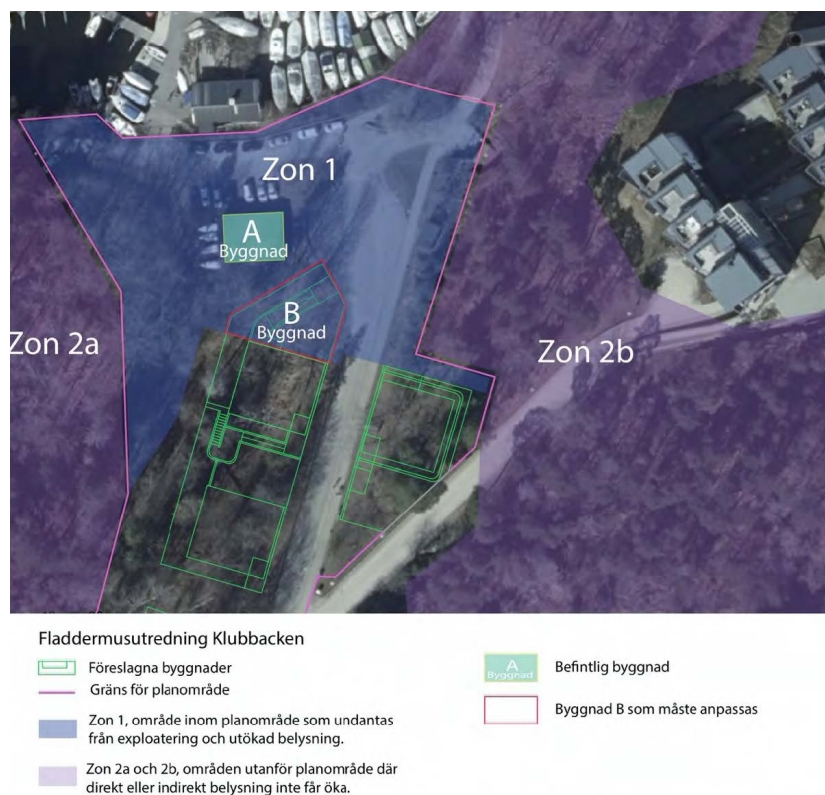 Zon 1
A
Byggnad
B
Byggnad
Zon 2a
Zon 2b
Fladdermusutredning Klubbacken
Föreslagna byggnader
Gräns för planområde
Zon 1, område inom planområde som undantas
från exploatering och utökad belysning.
Zon 2a och 2b, områden utanför planområde där
direkt eller indirekt belysning inte får öka.
A
Byggnad
Befintlig byggnad
Byggnad B som måste anpassas